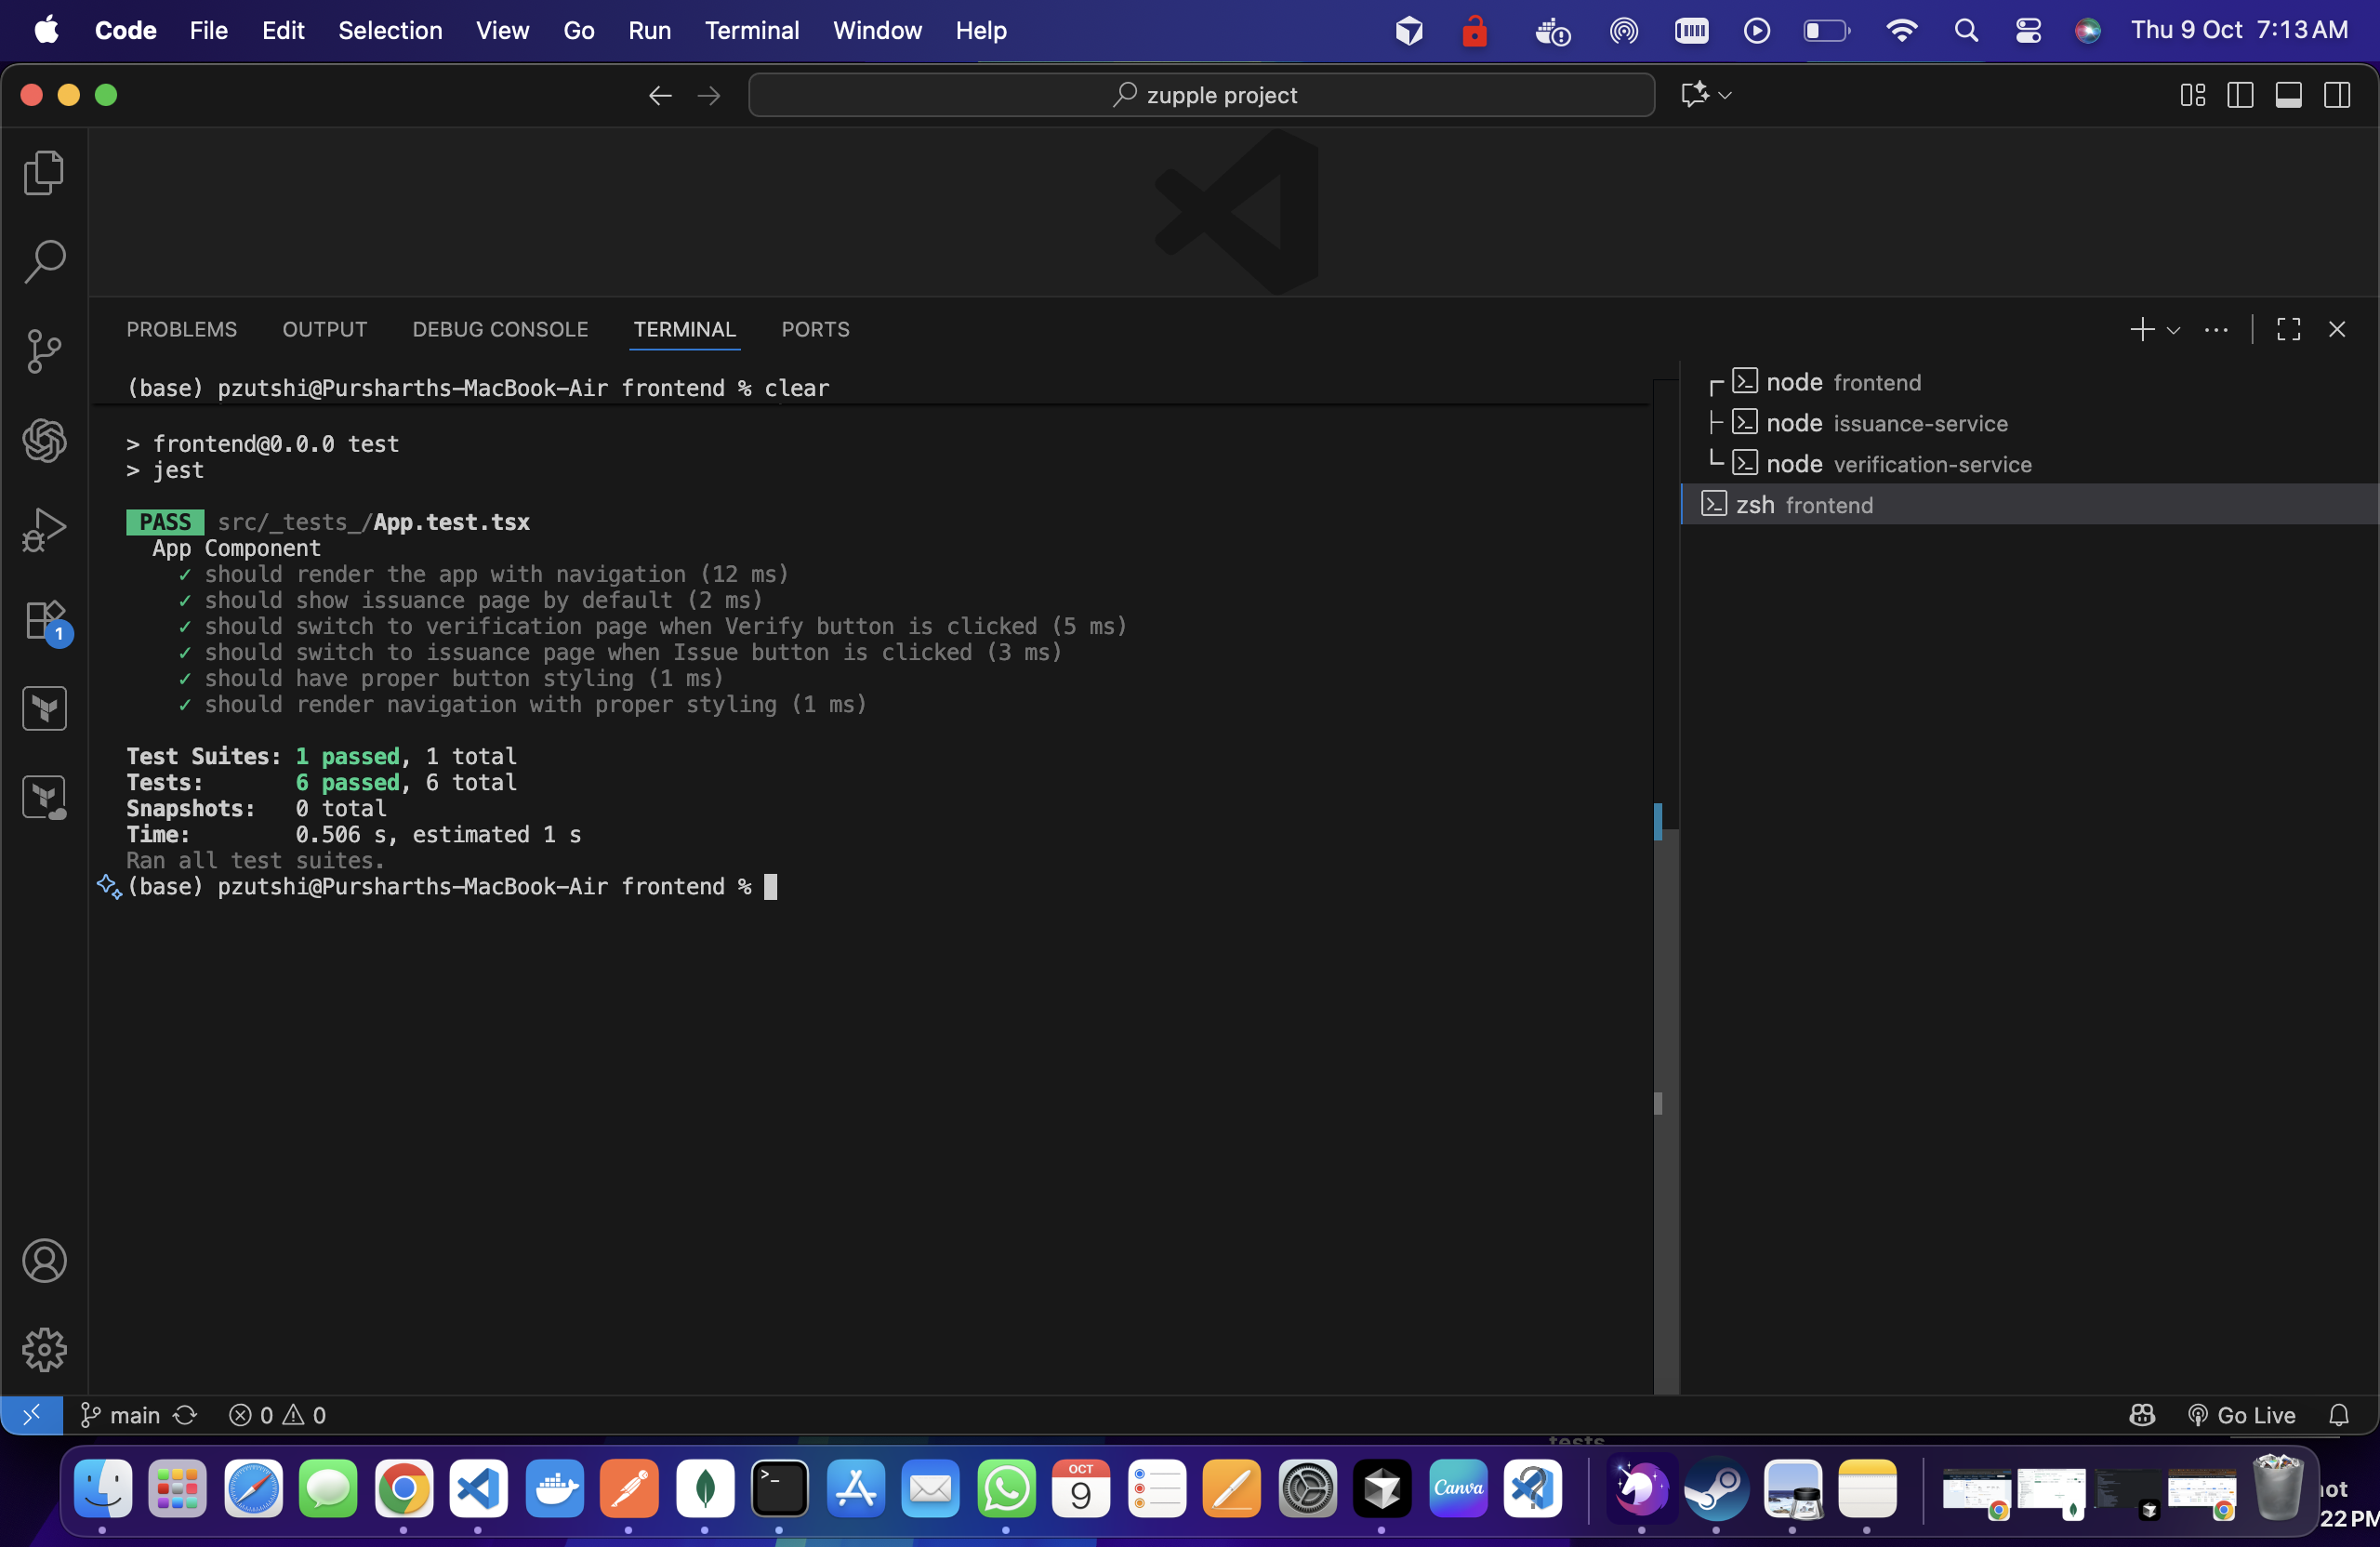 Code File Edit Selection View Go Run Terminal Window Help Thu 9 Oct 7:13 AM
zupple project
PROBLEMS OUTPUT DEBUG CONSOLE TERMINAL PORTS
(base) pzutshi@Pursharths-MacBook-Air frontend % clear
> frontend@0.0.0 test
> jest
PASS src/_tests_/App.test.tsx
App Component
✓ should render the app with navigation (12 ms)
✓ should show issuance page by default (2 ms)
✓ should switch to verification page when Verify button is clicked (5 ms)
✓ should switch to issuance page when Issue button is clicked (3 ms)
✓ should have proper button styling (1 ms)
✓ should render navigation with proper styling (1 ms)
Test Suites: 1 passed, 1 total
Tests: 6 passed, 6 total
Snapshots: 0 total
Time: 0.506 s, estimated 1 s
Ran all test suites.
(base) pzutshi@Pursharths-MacBook-Air frontend %
node frontend
node issuance-service
node verification-service
zsh frontend
1
main 0 0 Go Live
tests
OCT
9
Canva
22 PM